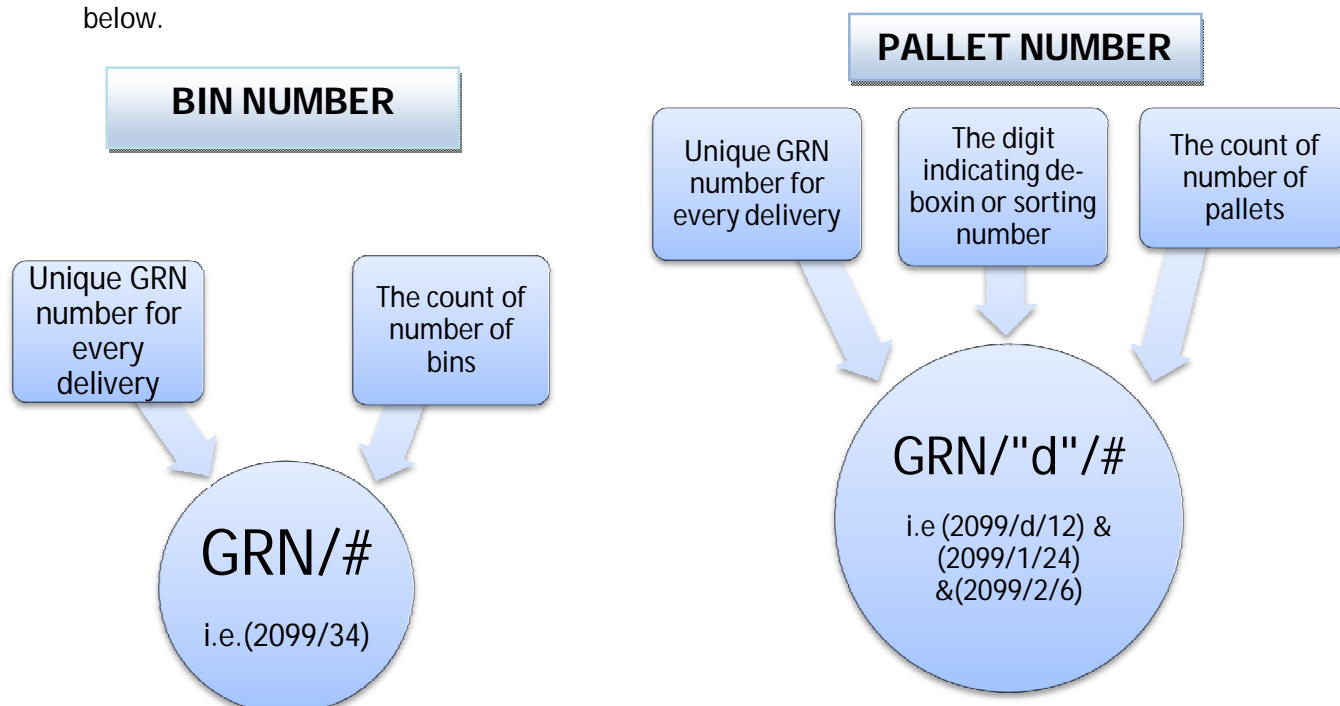 below.
BIN NUMBER
Unique GRN
number for
every
delivery
The count of
number of
bins
GRN/#
i.e.(2099/34)
PALLET NUMBER
Unique GRN
number for
every delivery
The digit
indicating de-
boxin or sorting
number
The count of
number of
pallets
GRN/"d"/#
i.e (2099/d/12) &
(2099/1/24)
&(2099/2/6)